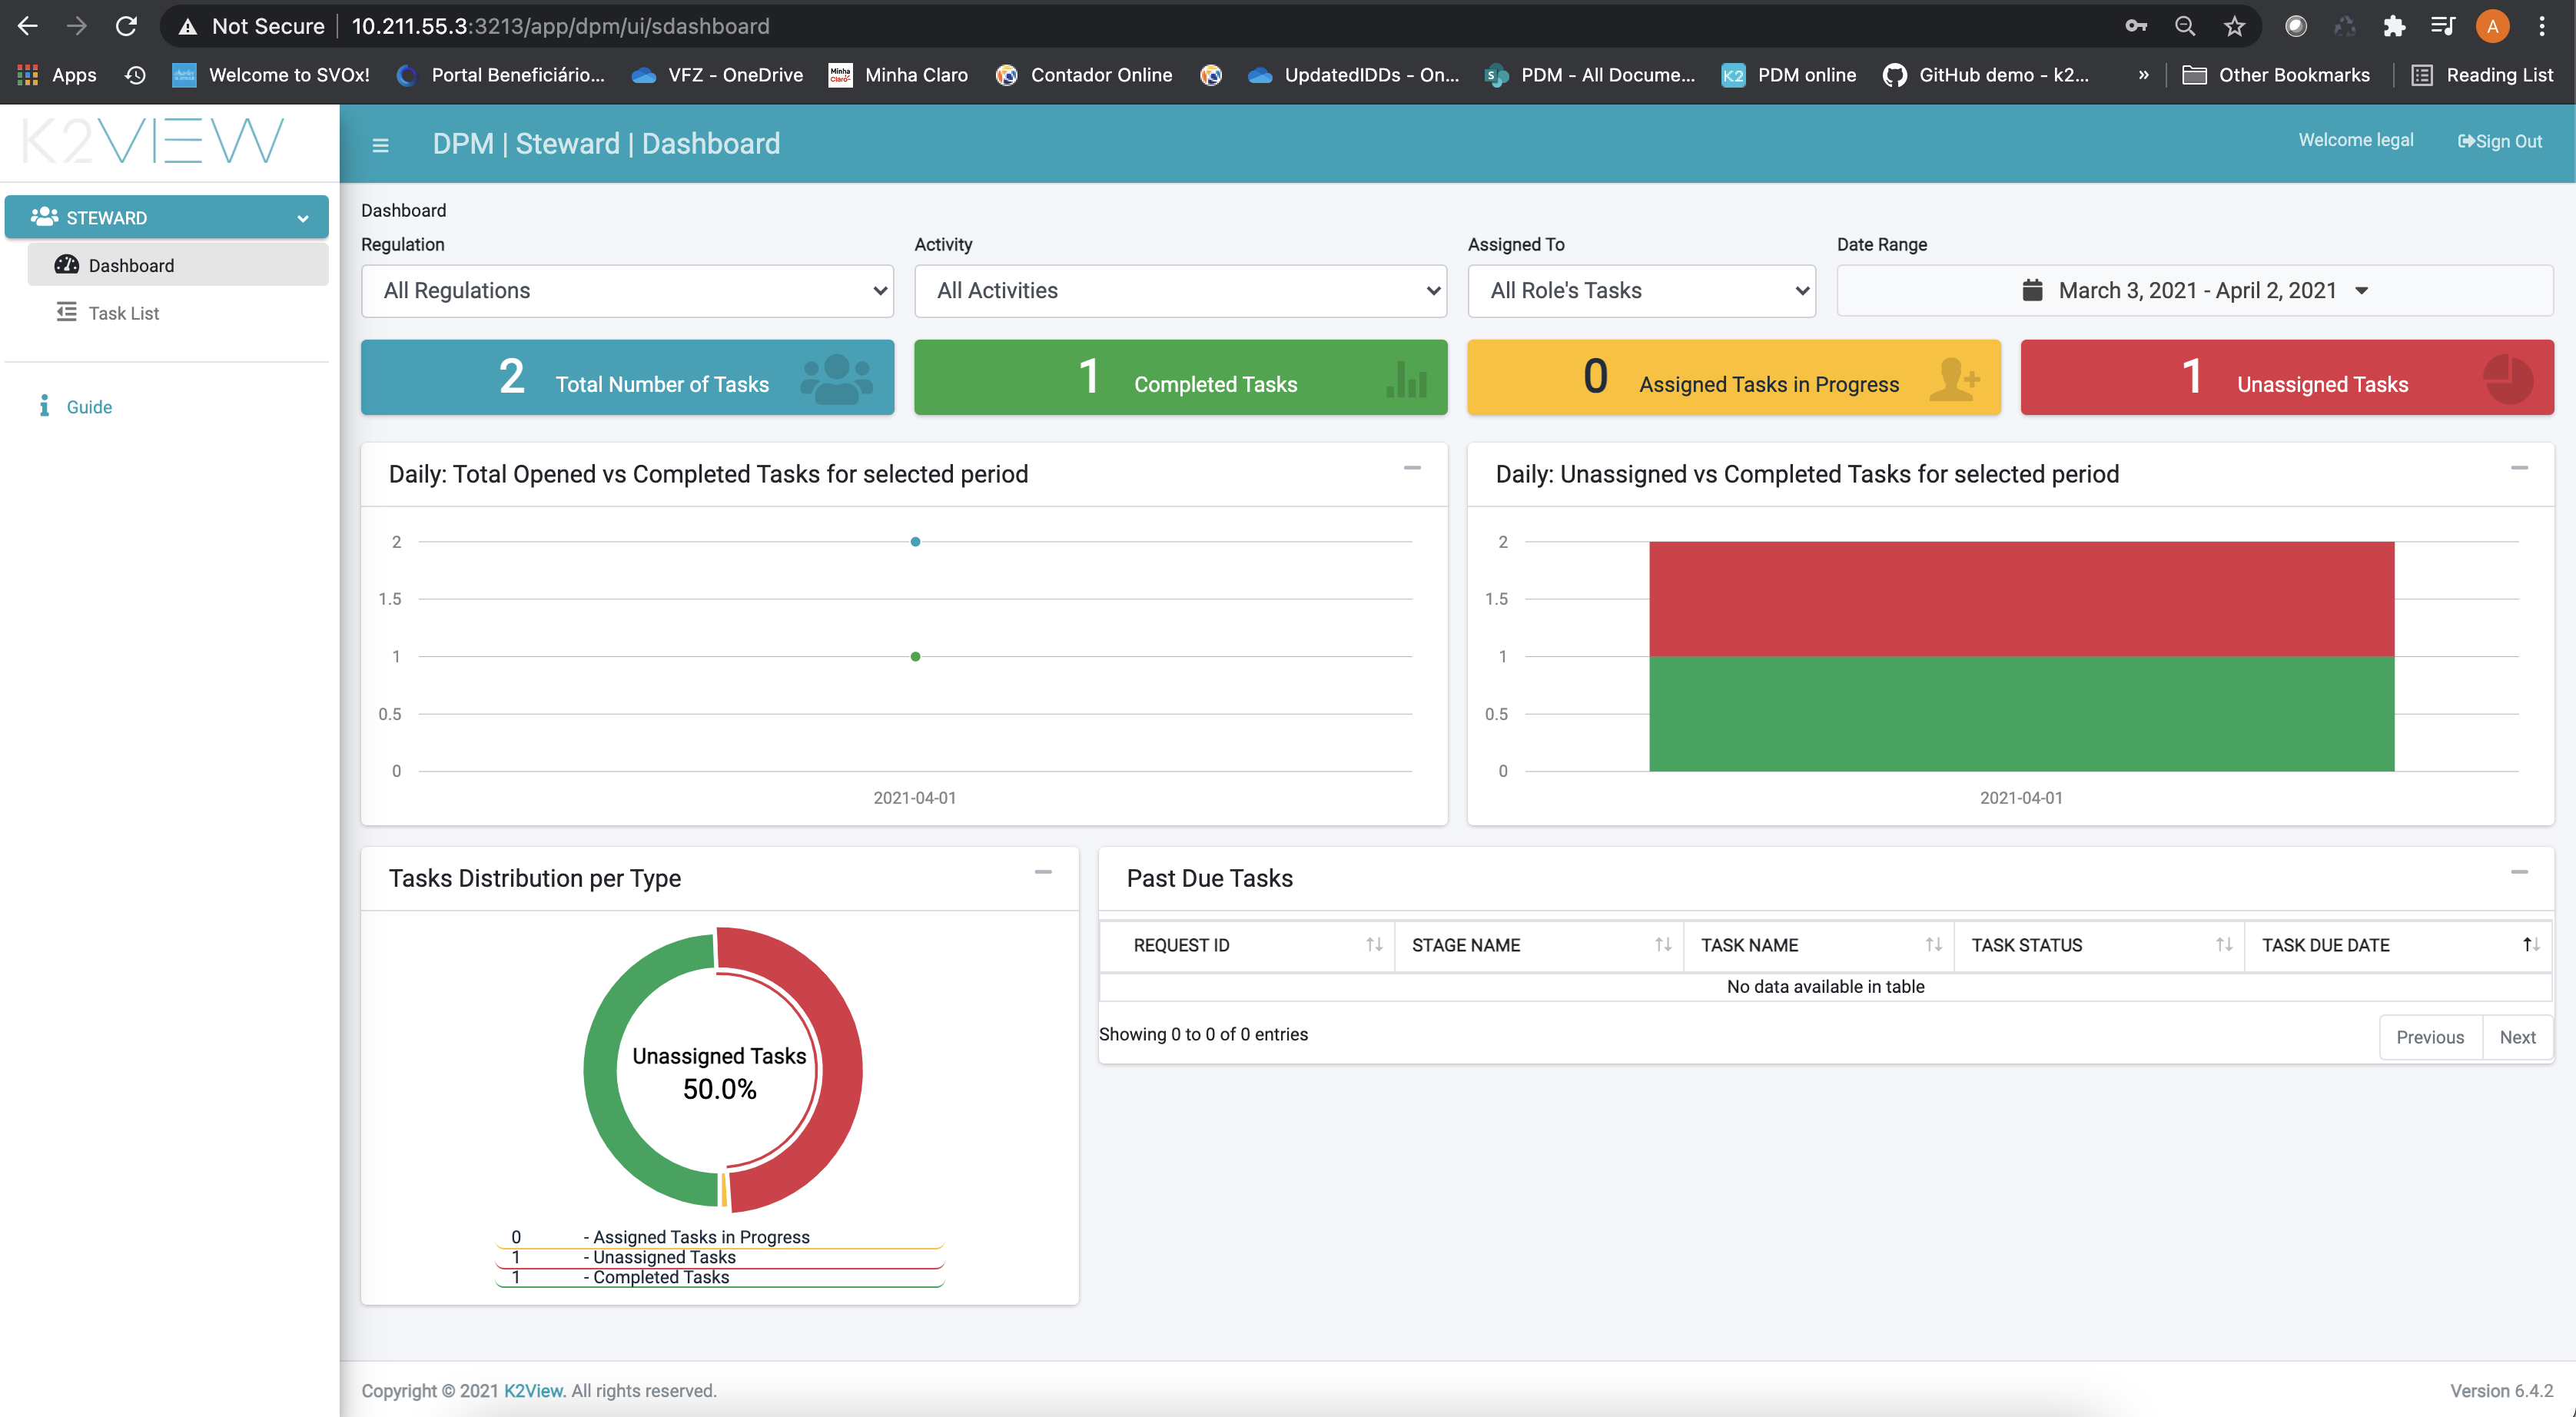 Not Secure | 10.211.55.3:3213/app/dpm/ui/sdashboard
A
Apps
Welcome to SVOx!
Portal Beneficiário...
VFZ - OneDrive
Minha Claro
Contador Online
UpdatedIDDs - On...
PDM - All Docume...
K2 PDM online
GitHub demo - k2...
»
Other Bookmarks
Reading List
K2VIEW
DPM | Steward | Dashboard
Welcome legal
Sign Out
STEWARD
Dashboard
Task List
Guide
Dashboard
Regulation
Activity
Assigned To
Date Range
All Regulations
All Activities
All Role's Tasks
March 3, 2021 - April 2, 2021
2 Total Number of Tasks
1 Completed Tasks
0 Assigned Tasks in Progress
1 Unassigned Tasks
Daily: Total Opened vs Completed Tasks for selected period
2
1.5
1
0.5
0
2021-04-01
Daily: Unassigned vs Completed Tasks for selected period
2
1.5
1
0.5
0
2021-04-01
Tasks Distribution per Type
Unassigned Tasks
50.0%
0 - Assigned Tasks in Progress
1 - Unassigned Tasks
1 - Completed Tasks
Past Due Tasks
REQUEST ID
STAGE NAME
TASK NAME
TASK STATUS
TASK DUE DATE
No data available in table
Showing 0 to 0 of 0 entries
Previous
Next
Copyright © 2021 K2View. All rights reserved.
Version 6.4.2